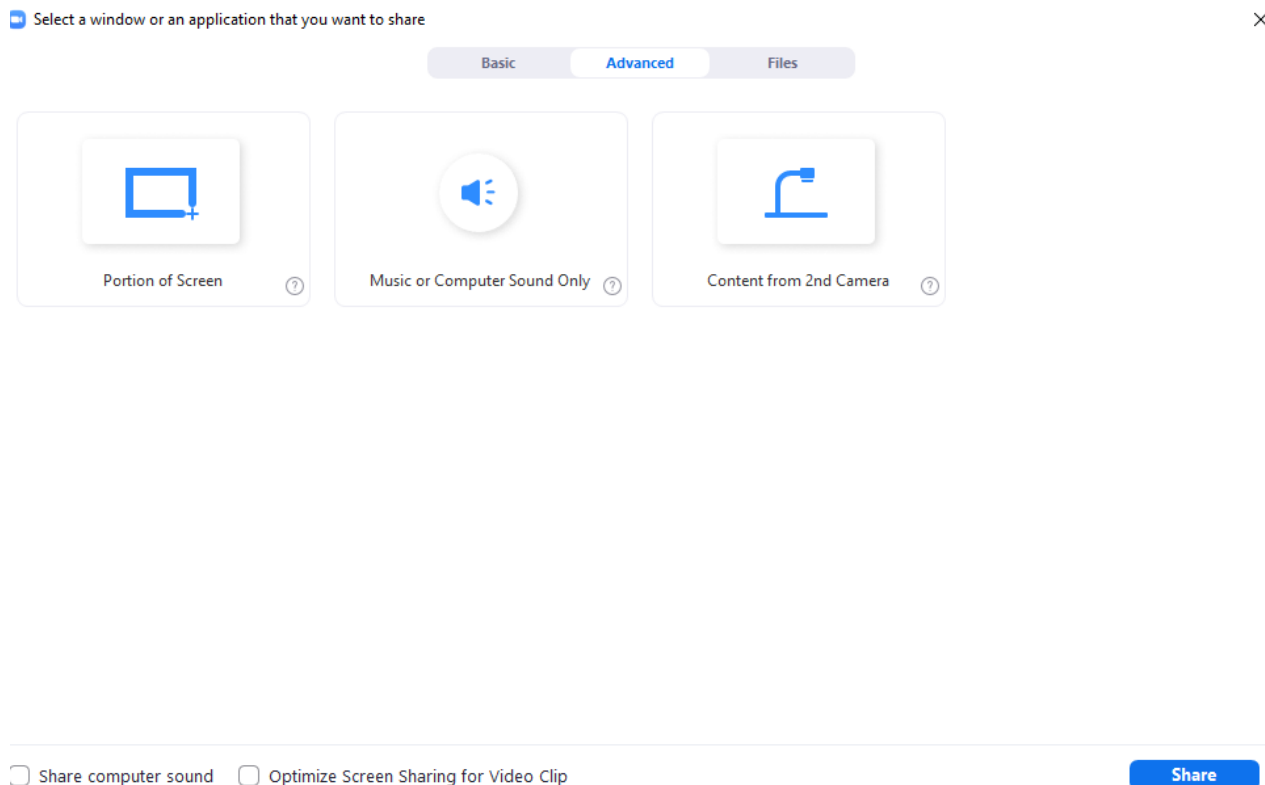 Select a window or an application that you want to share
Basic Advanced Files
Portion of Screen
Music or Computer Sound Only
Content from 2nd Camera
Share computer sound
Optimize Screen Sharing for Video Clip
Share